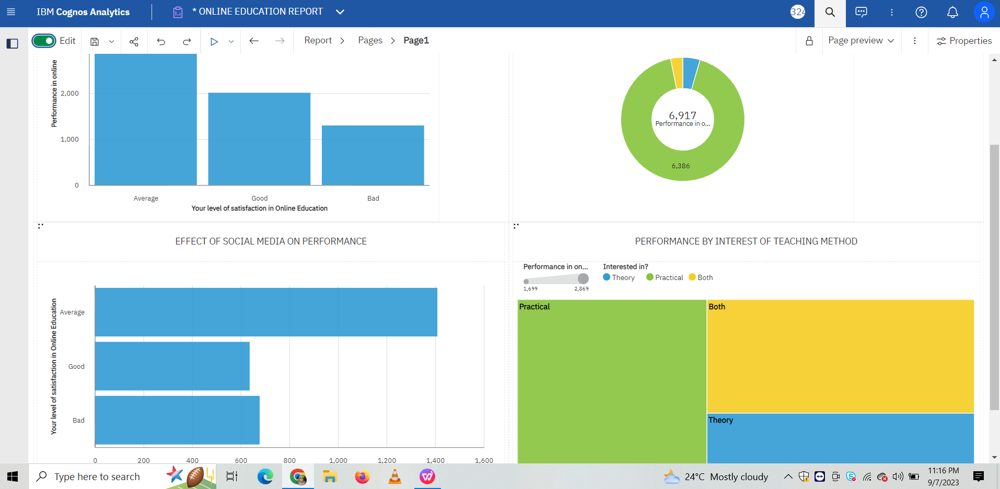 IBM Cognos Analytics
* ONLINE EDUCATION REPORT
324
Edit
Report > Pages > Page1
Page preview
Properties
Performance in online
2,000
1,000
0
Average
Good
Bad
Your level of satisfaction in Online Education
6,917
Performance in o...
6,386
EFFECT OF SOCIAL MEDIA ON PERFORMANCE
Your level of satisfaction in Online Education
Average
Good
Bad
0
200
400
600
800
1,000
1,200
1,400
1,600
PERFORMANCE BY INTEREST OF TEACHING METHOD
Performance in on...
1,699
2,869
Interested in?
Theory
Practical
Both
Practical
Both
Theory
Type here to search
24°C Mostly cloudy
11:16 PM
9/7/2023